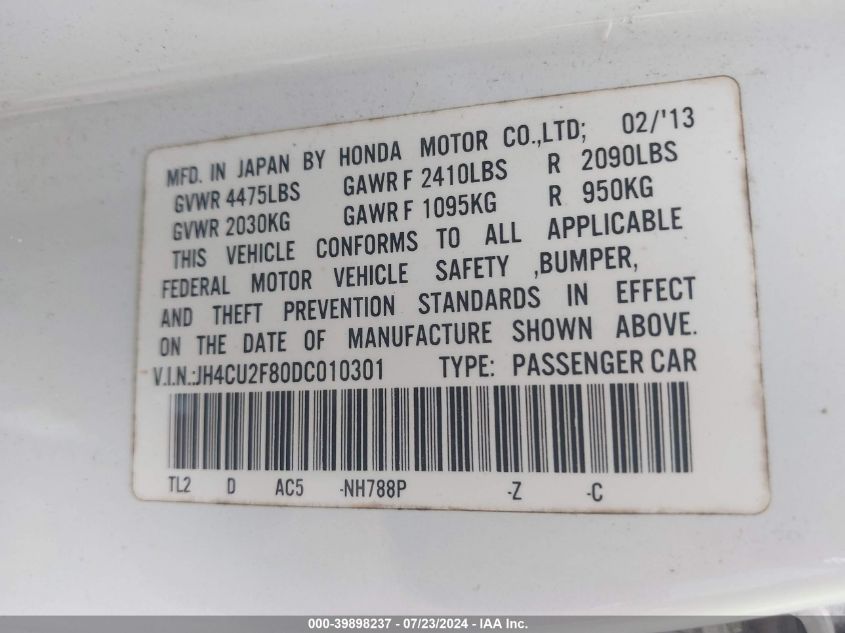 MFD. IN JAPAN BY HONDA MOTOR CO.,LTD; 02/'13
GVWR 4475LBS GAWR F 2410LBS R 2090LBS
GVWR 2030KG GAWR F 1095KG R 950KG
THIS VEHICLE CONFORMS TO ALL APPLICABLE
FEDERAL MOTOR VEHICLE SAFETY ,BUMPER,
AND THEFT PREVENTION STANDARDS IN EFFECT
ON THE DATE OF MANUFACTURE SHOWN ABOVE.
V.I.N.:JH4CU2F80DC010301 TYPE: PASSENGER CAR
TL2 D AC5 -NH788P -Z -C
000-39898237 - 07/23/2024 - IAAI Inc.